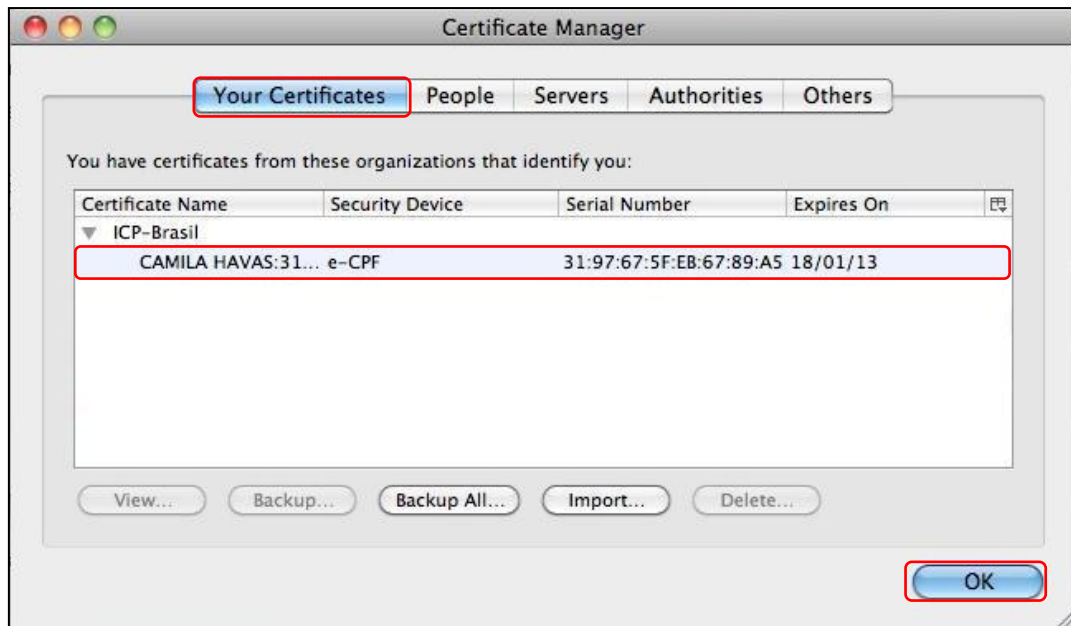 Certificate Manager
Your Certificates People Servers Authorities Others
You have certificates from these organizations that identify you:
Certificate Name Security Device Serial Number Expires On
ICP-Brasil
CAMILA HAVAS:31... e-CPF 31:97:67:5F:EB:67:89:A5 18/01/13
View... Backup... Backup All... Import... Delete...
OK